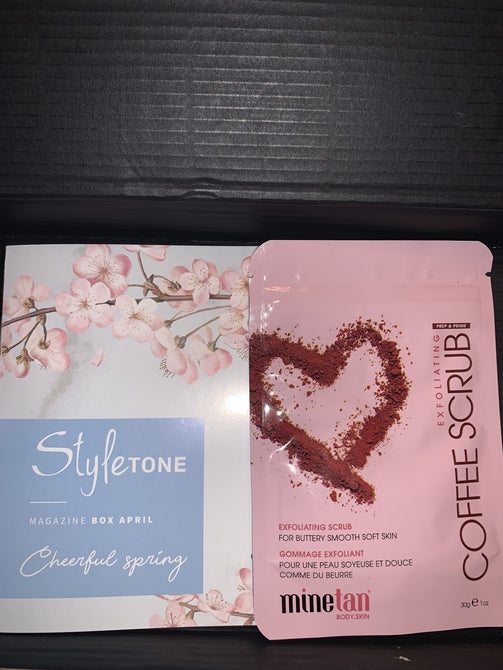 StyleTONE
MAGAZINE BOX APRIL
Cheerful spring
PREP & PRIME
EXFOLIATING
COFFEE SCRUB
EXFOLIATING SCRUB
FOR BUTTERY SMOOTH SOFT SKIN
GOMMAGE EXFOLIANT
POUR UNE PEAU SOYEUSE ET DOUCE
COMME DU BEURRE
minetan
BODY.SKIN
30g e 1oz